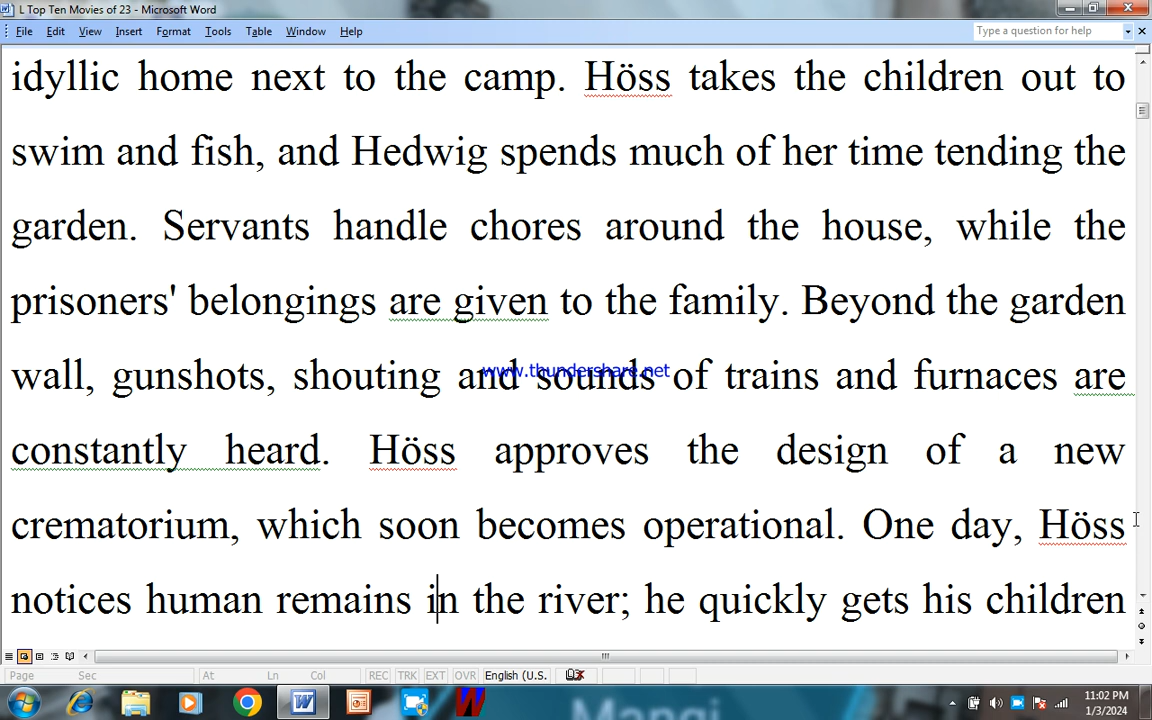 L Top Ten Movies of 23 - Microsoft Word
File Edit View Insert Format Tools Table Window Help
Type a question for help
idyllic home next to the camp. Höss takes the children out to
swim and fish, and Hedwig spends much of her time tending the
garden. Servants handle chores around the house, while the
prisoners' belongings are given to the family. Beyond the garden
wall, gunshots, shouting and sounds of trains and furnaces are
www.thundershare.net
constantly heard. Höss approves the design of a new
crematorium, which soon becomes operational. One day, Höss
notices human remains in the river; he quickly gets his children
Page Sec At Ln Col REC TRK EXT OVR English (U.S.
Mangi
11:02 PM
1/3/2024